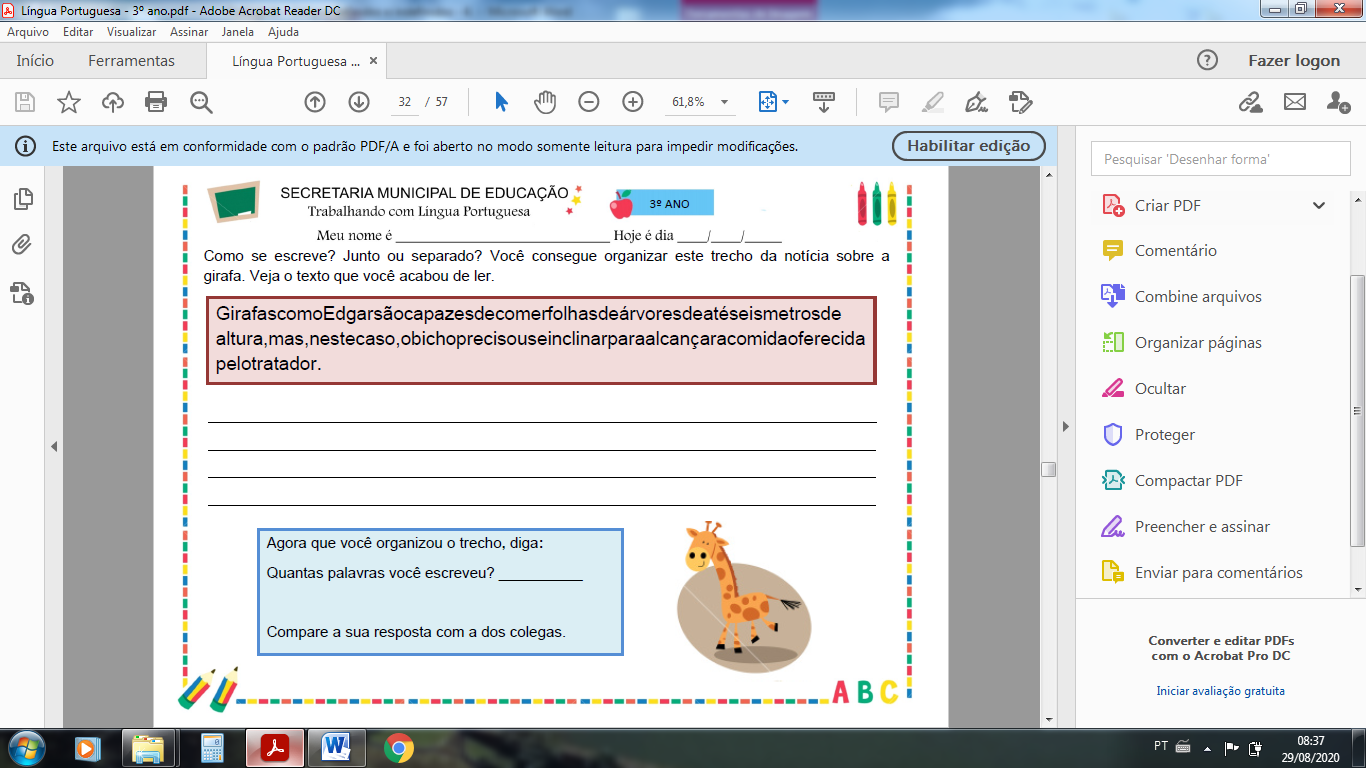 Língua Portuguesa - 3º ano.pdf - Adobe Acrobat Reader DC
Arquivo Editar Visualizar Assinar Janela Ajuda
Início Ferramentas Língua Portuguesa ... ×
? Fazer logon
32 / 57 61,8%
Este arquivo está em conformidade com o padrão PDF/A e foi aberto no modo somente leitura para impedir modificações. Habilitar edição
SECRETARIA MUNICIPAL DE EDUCAÇÃO
3º ANO
Trabalhando com Língua Portuguesa
Meu nome é ____________________________ Hoje é dia ____/____/_____
Como se escreve? Junto ou separado? Você consegue organizar este trecho da notícia sobre a
girafa. Veja o texto que você acabou de ler.
GirafascomoEdgarsãocapazesdecomerfolhasdeárvoresdeatéseismetrosde
altura,mas,nestecaso,obichoprecisouseinclinarparaalcançaracomidaoferecida
pelotratador.
Agora que você organizou o trecho, diga:
Quantas palavras você escreveu? __________
Compare a sua resposta com a dos colegas.
A B C
Pesquisar 'Desenhar forma'
Criar PDF
Comentário
Combine arquivos
Organizar páginas
Ocultar
Proteger
Compactar PDF
Preencher e assinar
Enviar para comentários
Converter e editar PDFs
com o Acrobat Pro DC
Iniciar avaliação gratuita
PT
08:37
29/08/2020